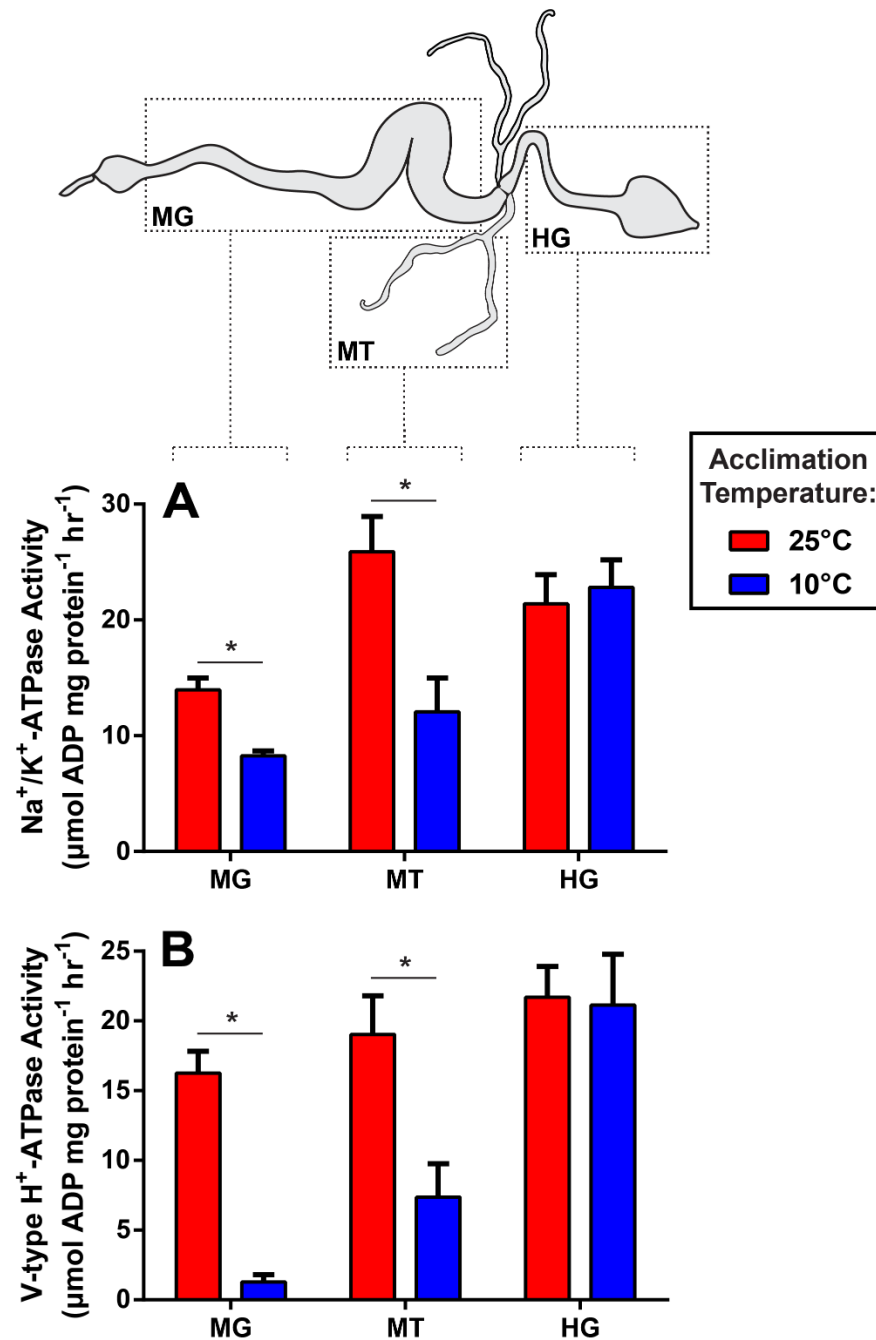 MG
HG
MT
Acclimation
Temperature:
25°C
10°C
A
*
*
30
20
10
0
Na⁺/K⁺-ATPase Activity
(µmol ADP mg protein⁻¹ hr⁻¹)
MG MT HG
B
*
*
25
20
15
10
5
0
V-type H⁺-ATPase Activity
(µmol ADP mg protein⁻¹ hr⁻¹)
MG MT HG